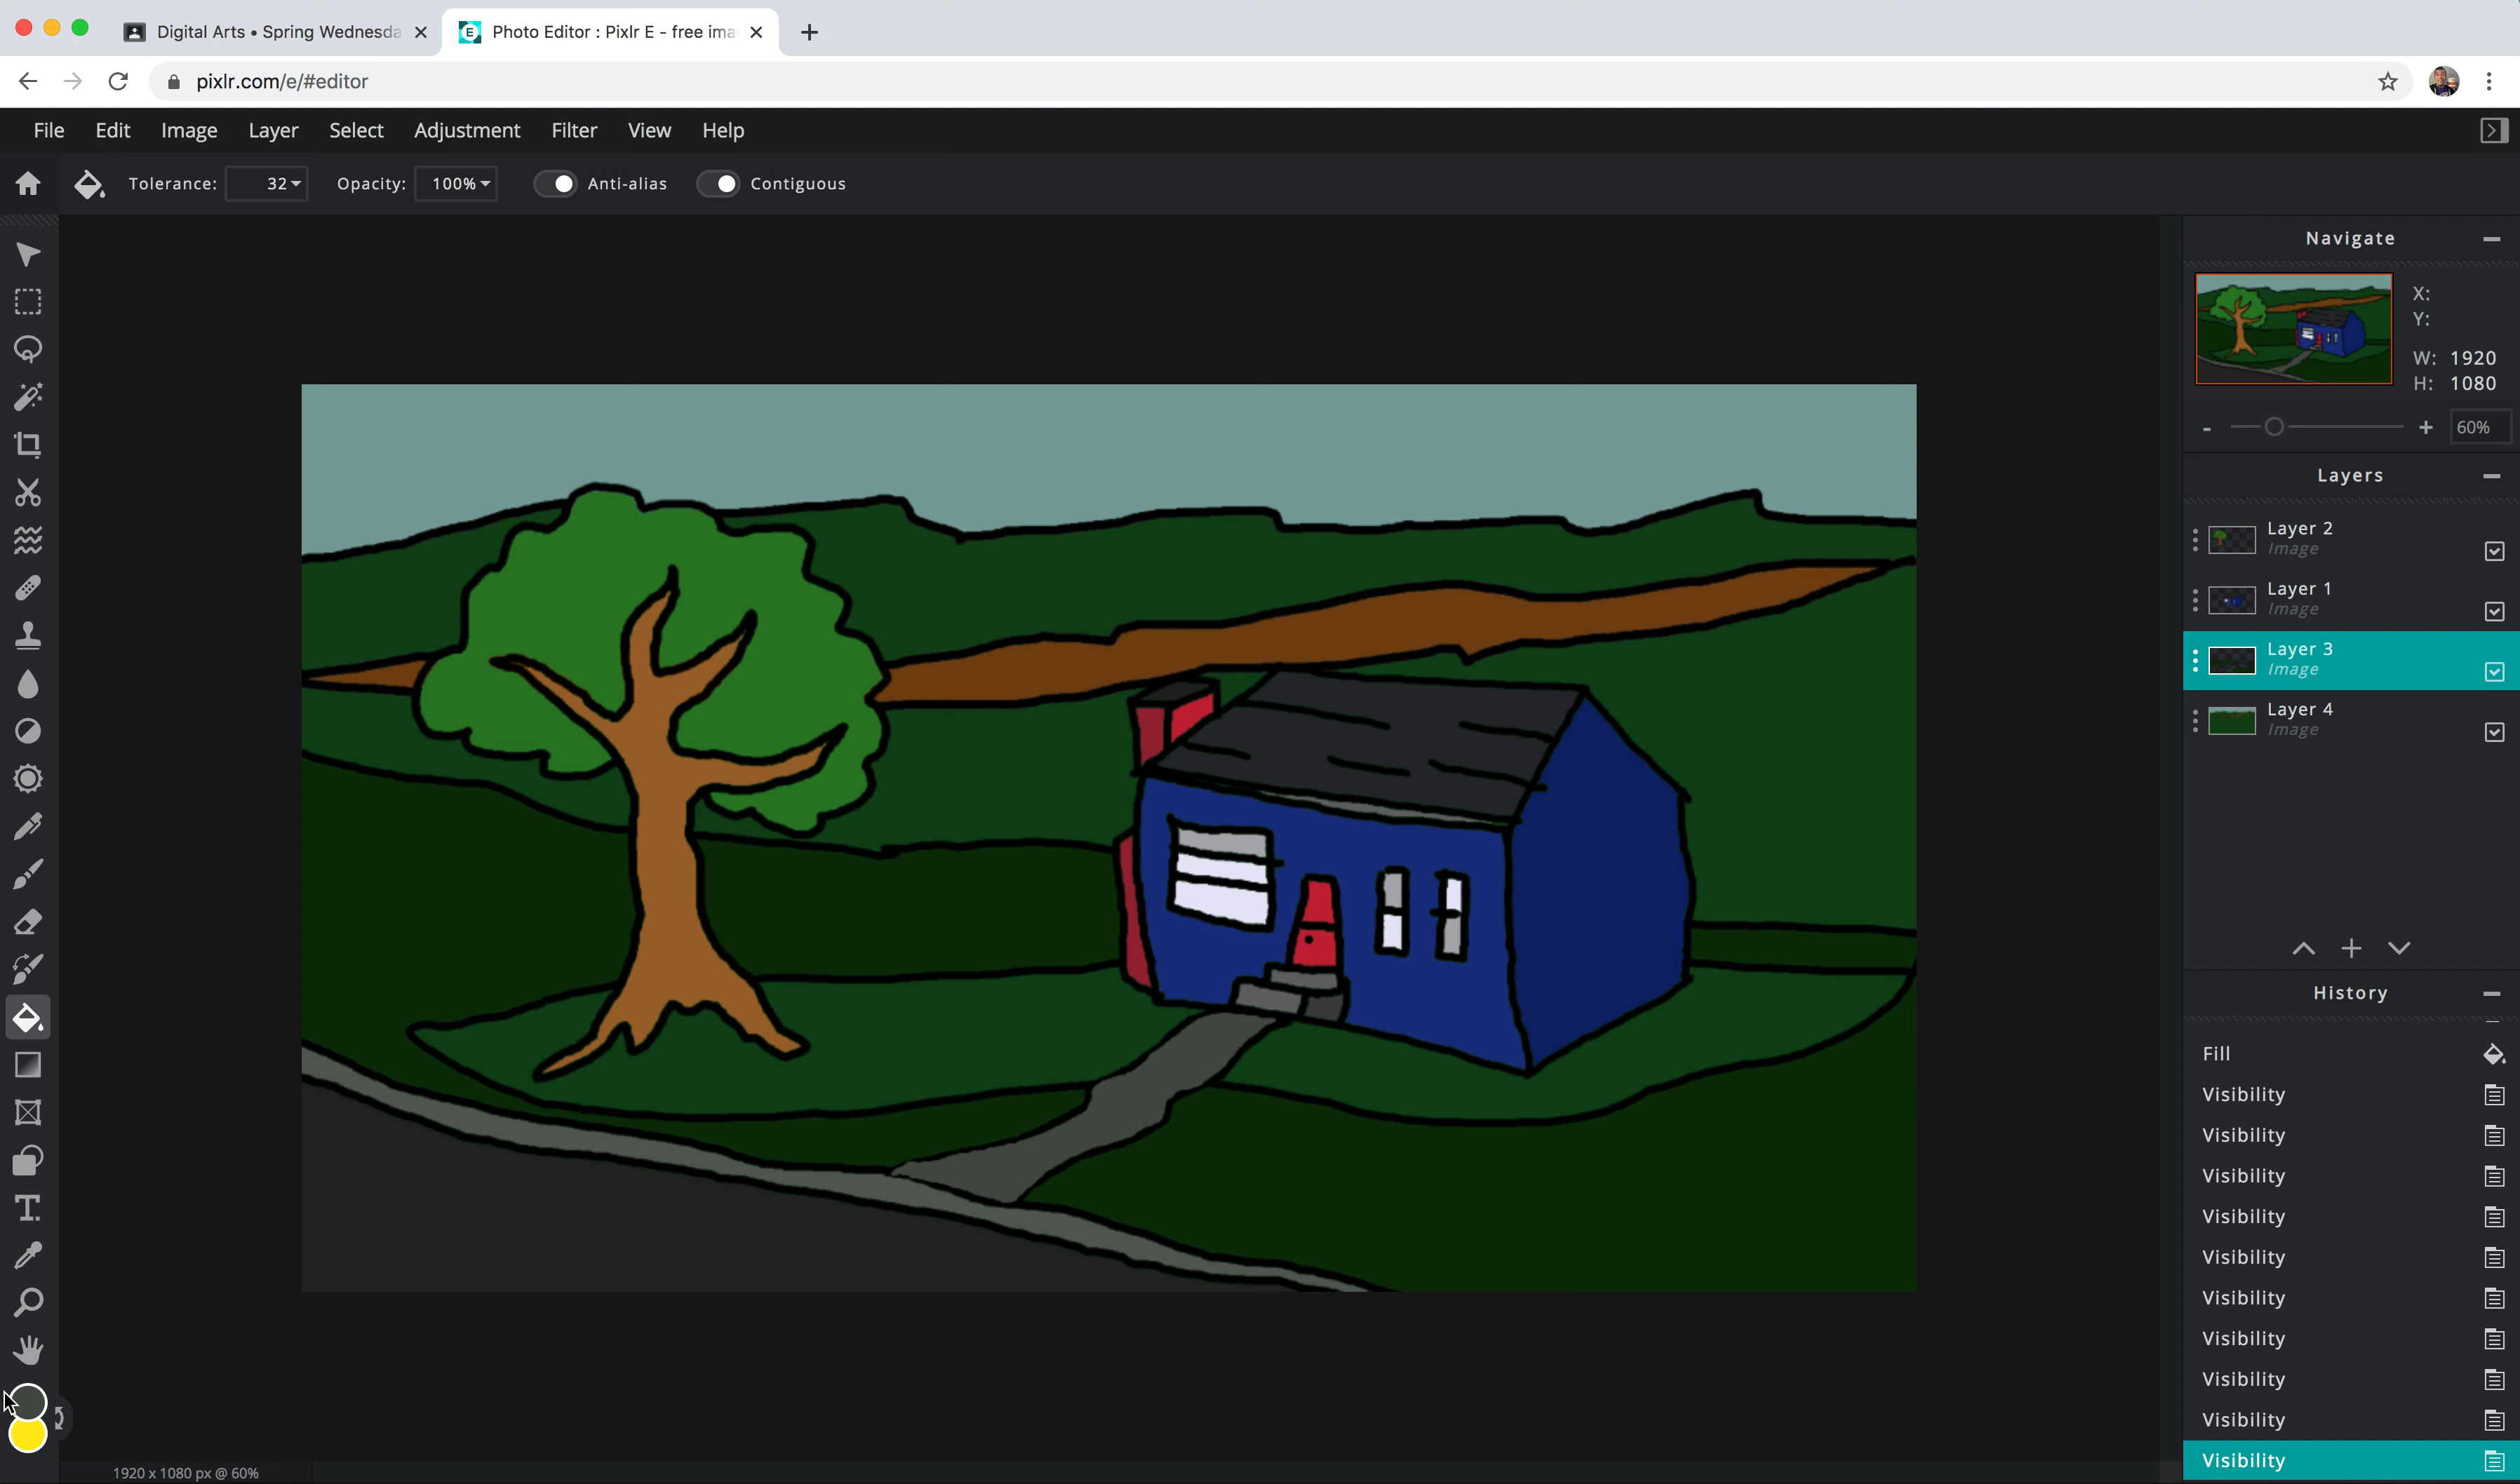 Digital Arts • Spring Wednesda
Photo Editor : Pixlr E - free ima
pixlr.com/e/#editor
File Edit Image Layer Select Adjustment Filter View Help
Tolerance: 32 Opacity: 100% Anti-alias Contiguous
Navigate
X:
Y:
W: 1920
H: 1080
60%
Layers
Layer 2
Image
Layer 1
Image
Layer 3
Image
Layer 4
Image
History
Fill
Visibility
Visibility
Visibility
Visibility
Visibility
Visibility
Visibility
Visibility
Visibility
Visibility
1920 x 1080 px @ 60%